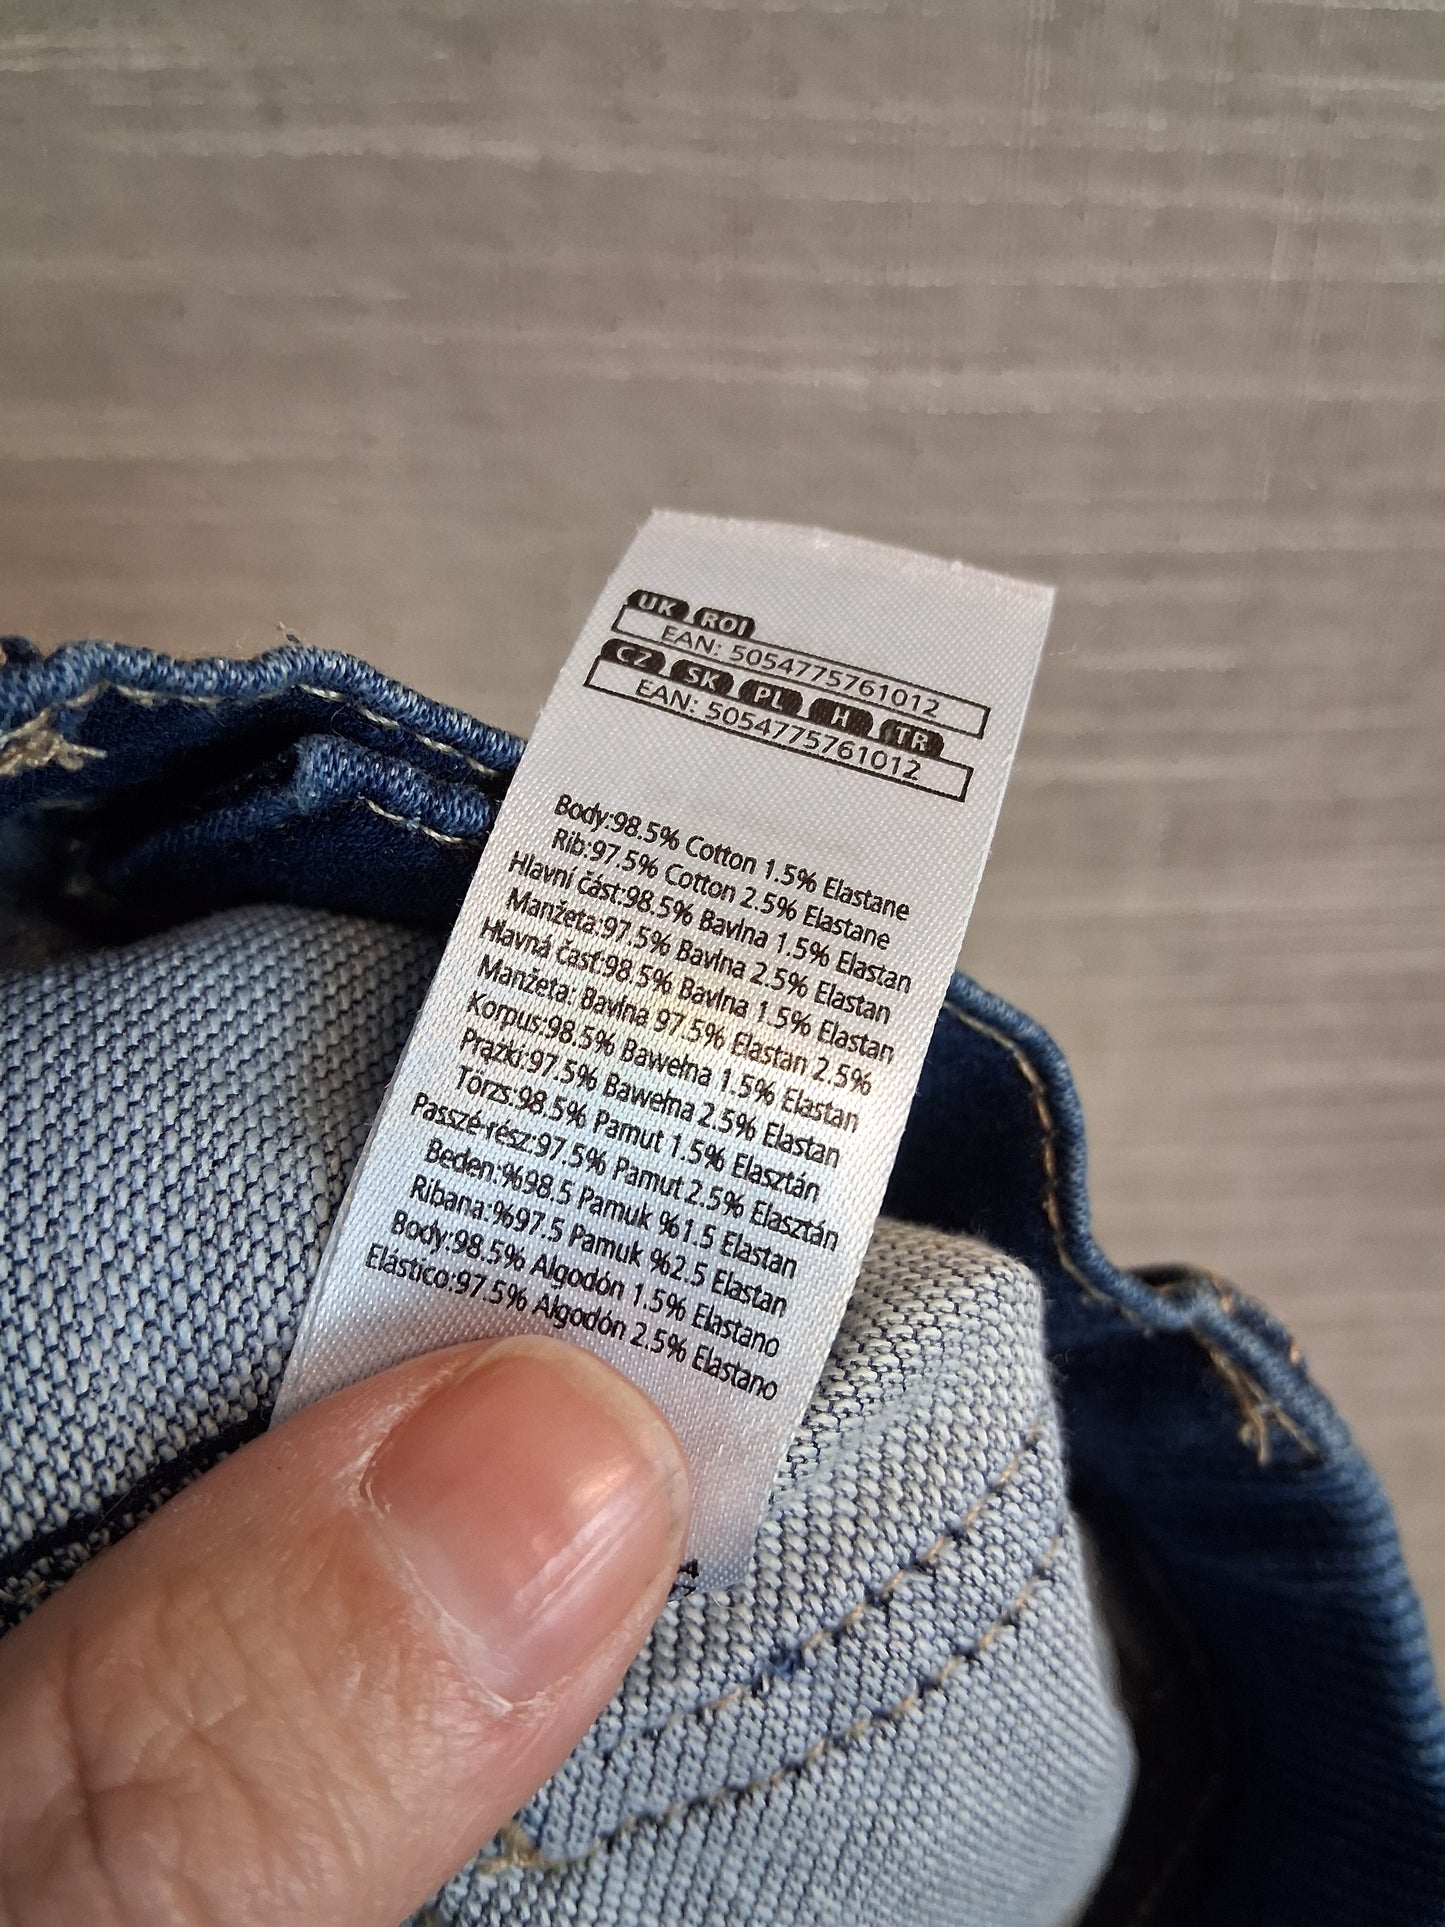 UK ROI
EAN: 5054775761012
CZ SK PL H TR
EAN: 5054775761012
Body:98.5% Cotton 1.5% Elastane
Rib:97.5% Cotton 2.5% Elastane
Hlavní část:98.5% Bavlna 1.5% Elastan
Manžeta:97.5% Bavlna 2.5% Elastan
Hlavná časť:98.5% Bavlna 1.5% Elastan
Manžeta: Bavlna 97.5% Elastan 2.5%
Korpus:98.5% Bawełna 1.5% Elastan
Prążki:97.5% Bawełna 2.5% Elastan
Törzs:98.5% Pamut 1.5% Elasztán
Passzé-rész:97.5% Pamut 2.5% Elasztán
Beden:%98.5 Pamuk %1.5 Elastan
Ribana:%97.5 Pamuk %2.5 Elastan
Body:98.5% Algodón 1.5% Elastano
Elástico:97.5% Algodón 2.5% Elastano